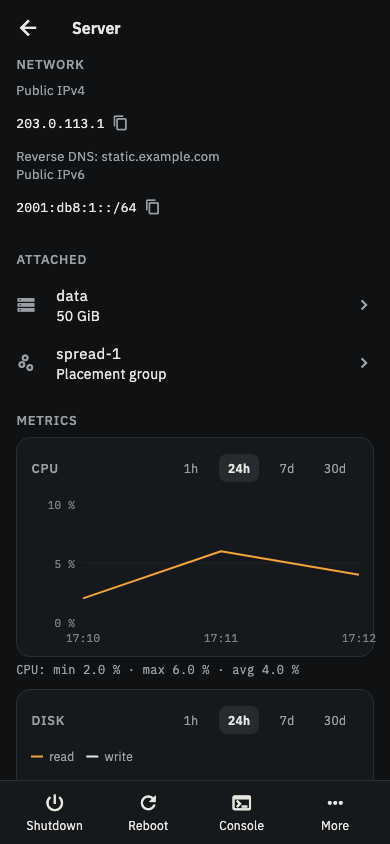 Server
NETWORK
Public IPv4
203.0.113.1
Reverse DNS: static.example.com
Public IPv6
2001:db8:1::/64
ATTACHED
data
50 GiB
spread-1
Placement group
METRICS
CPU 1h 24h 7d 30d
10 %
5 %
0 %
17:10 17:11 17:12
CPU: min 2.0 % · max 6.0 % · avg 4.0 %
DISK 1h 24h 7d 30d
read write
Shutdown Reboot Console More